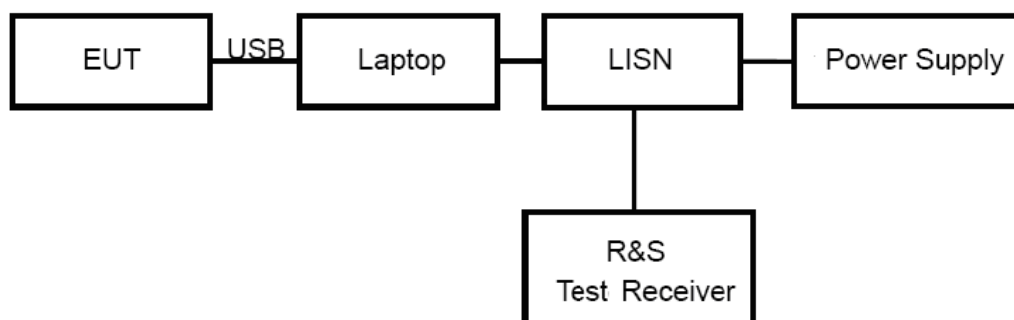 EUT
USB
Laptop
LISN
Power Supply
R&S
Test Receiver